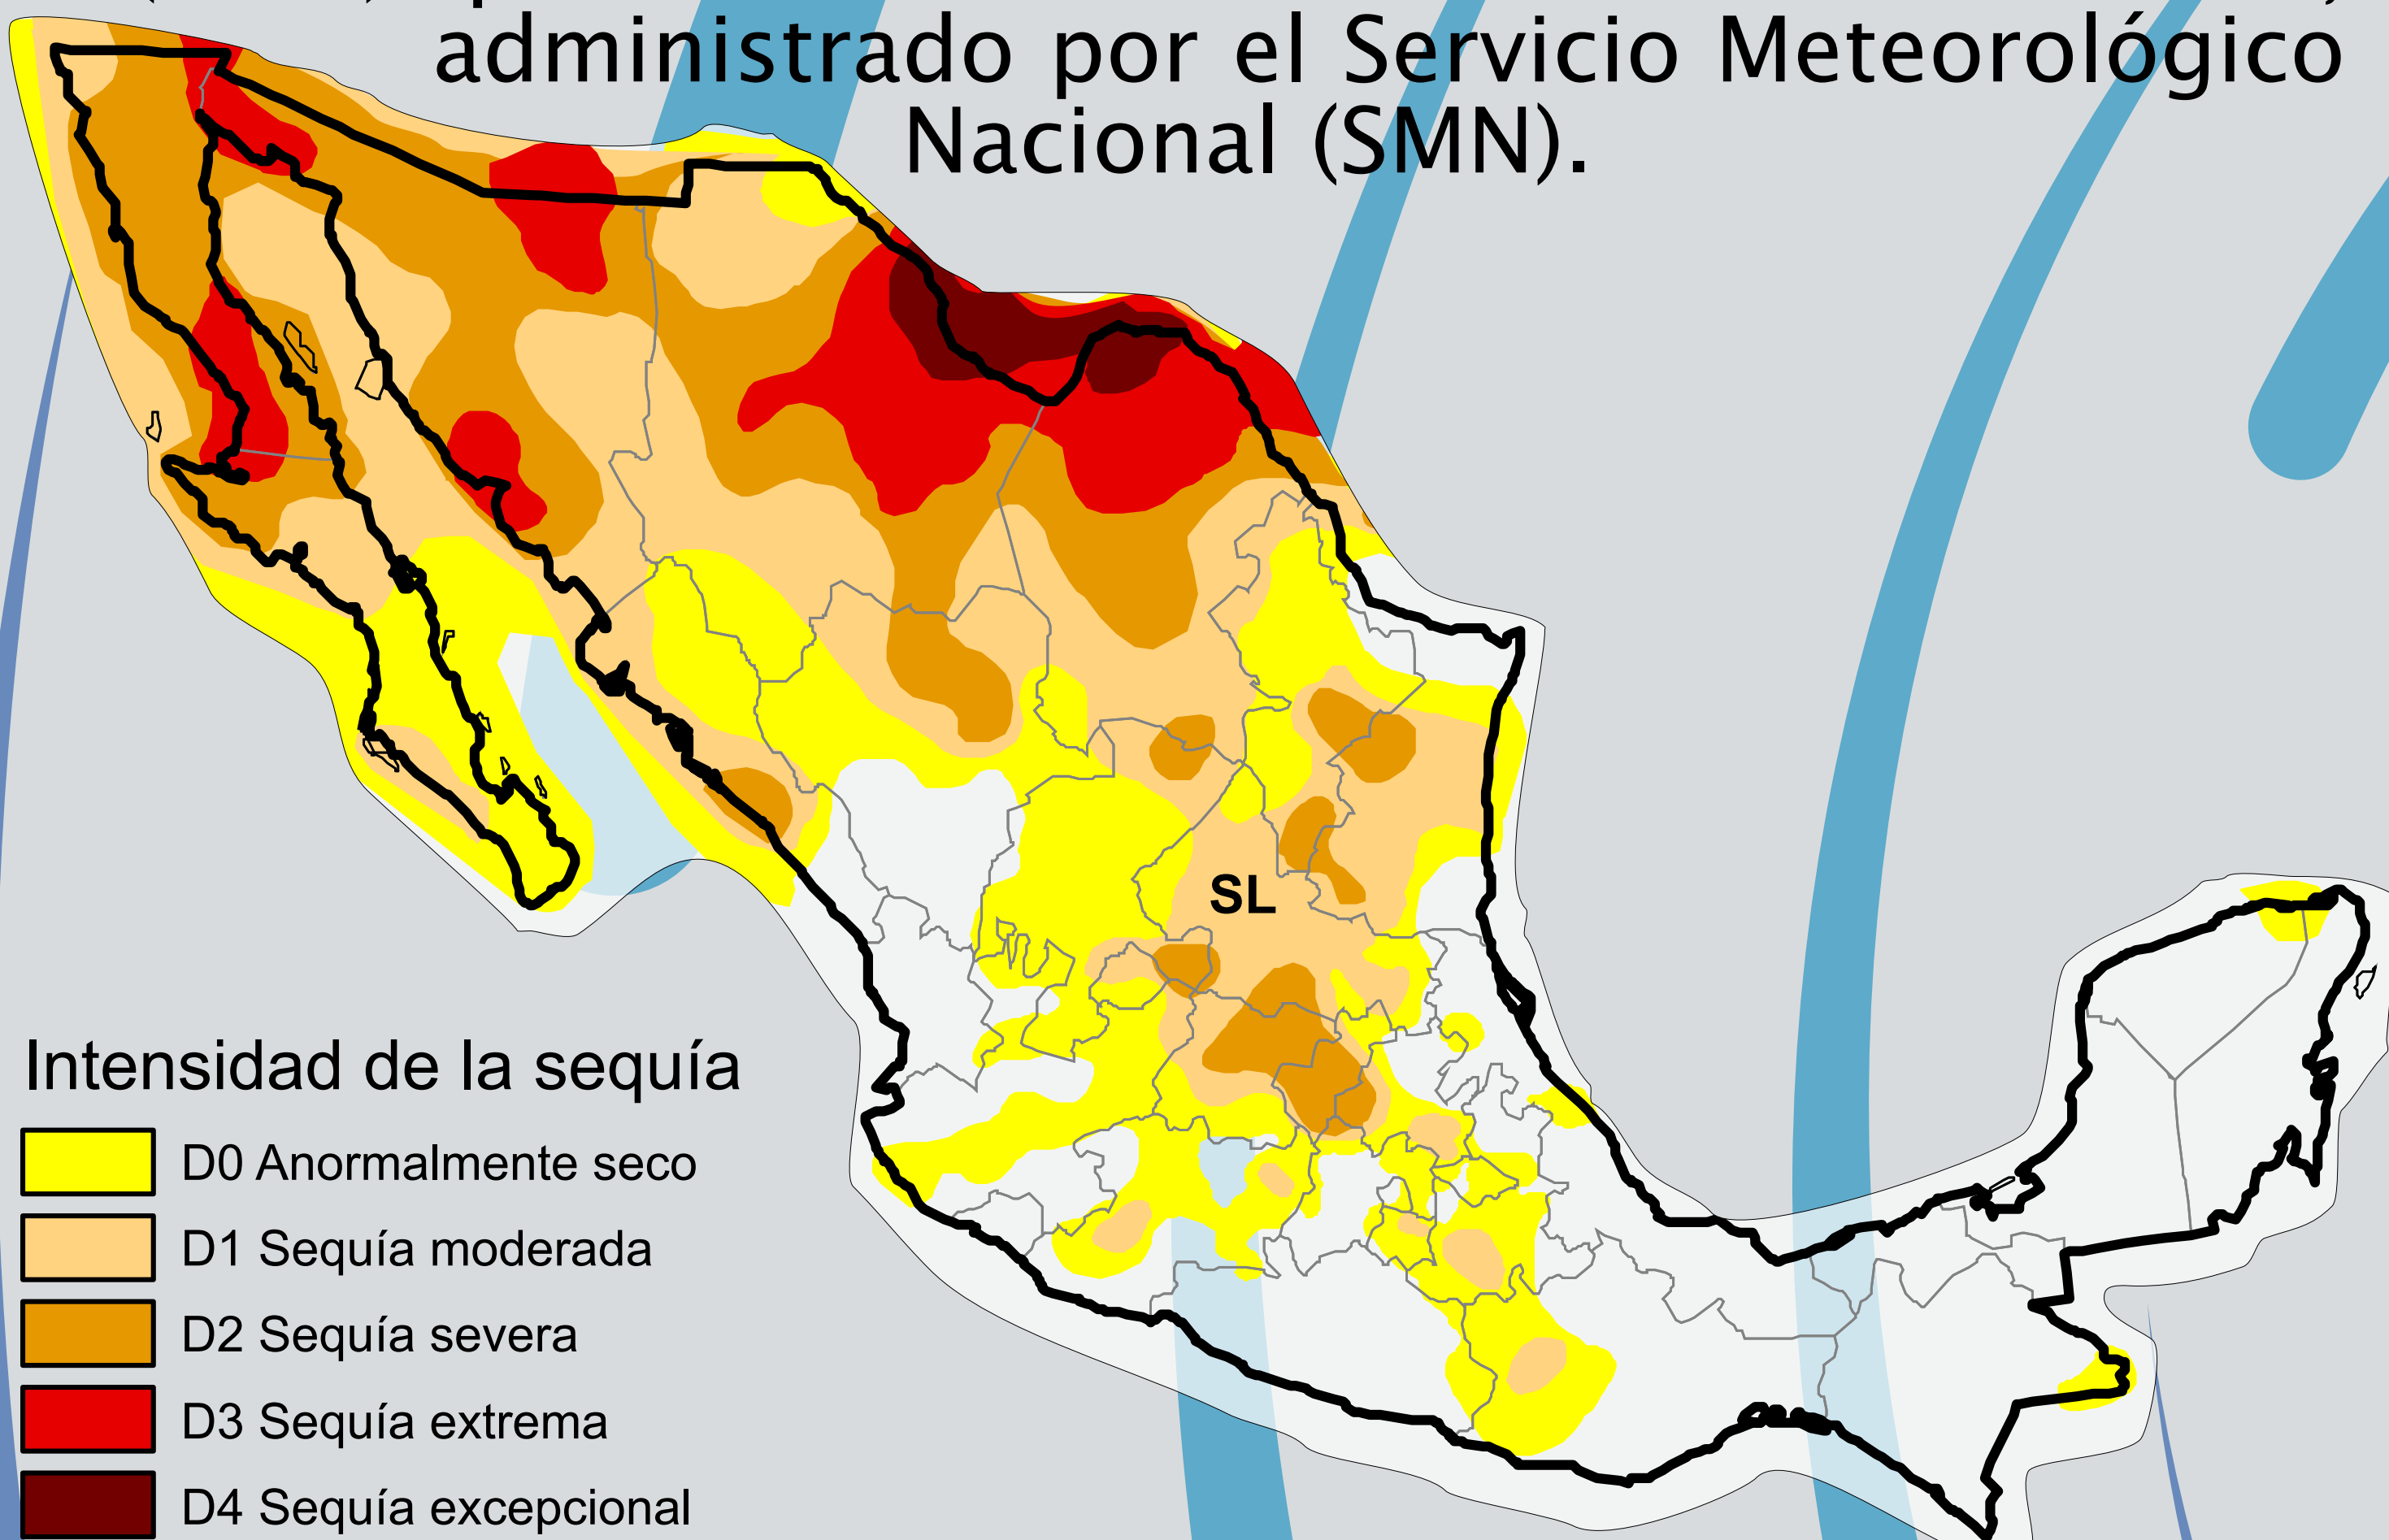 administrado por el Servicio Meteorológico
Nacional (SMN).
SL
Intensidad de la sequía
D0 Anormalmente seco
D1 Sequía moderada
D2 Sequía severa
D3 Sequía extrema
D4 Sequía excepcional